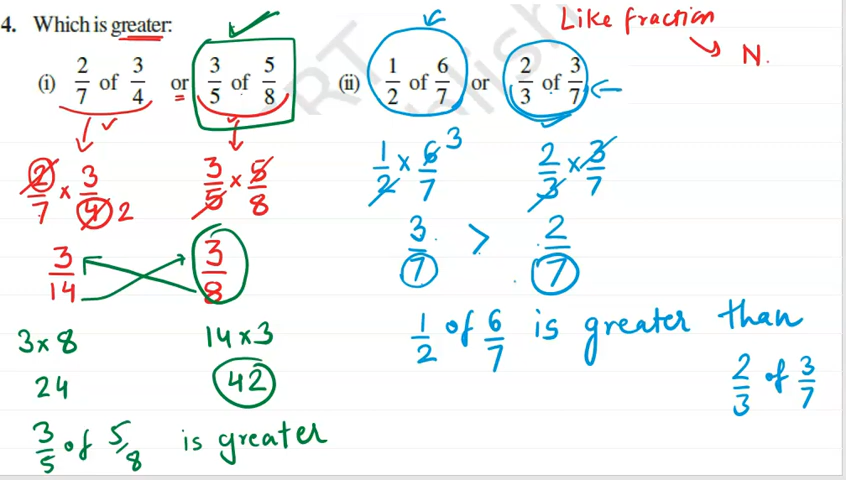 4. Which is greater: Like fraction
N.
(i) 2/7 of 3/4 or 3/5 of 5/8 (ii) 1/2 of 6/7 or 2/3 of 3/7
2/7 × 3/4 2 3/5 × 5/8 1/2 × 6/7 3 2/3 × 3/7
3/14 3/8 3/7 > 2/7
3×8 14×3
24 42
1/2 of 6/7 is greater than
2/3 of 3/7
3/5 of 5/8 is greater